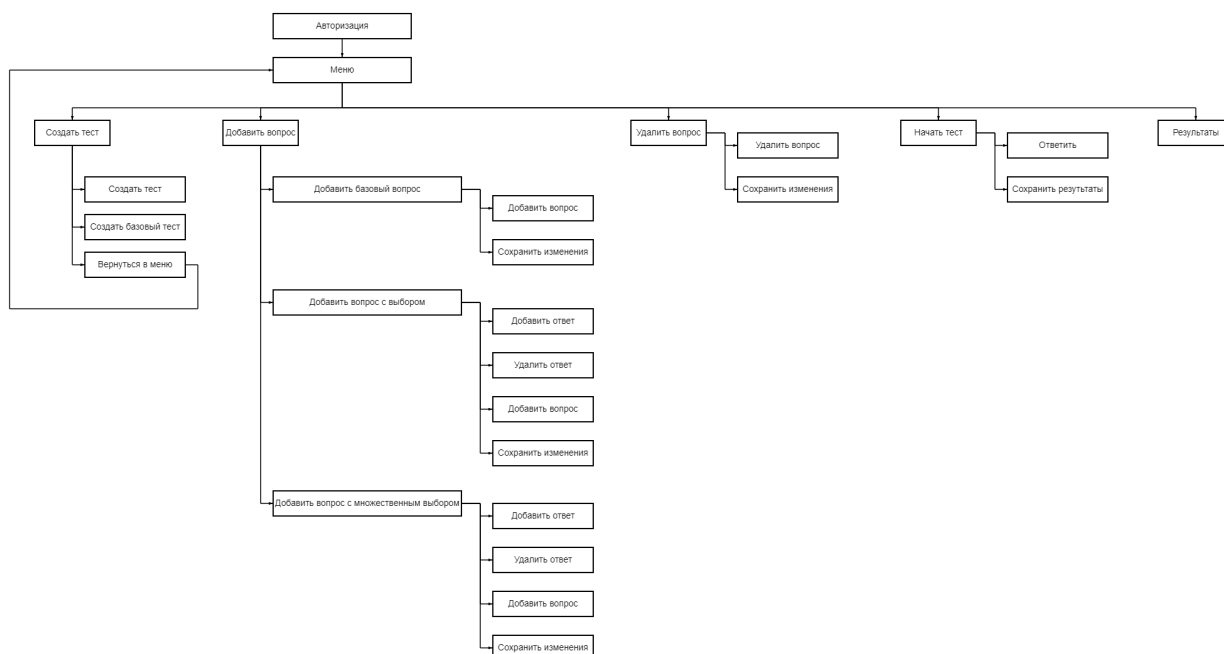 Авторизация
Меню
Создать тест
Добавить вопрос
Удалить вопрос
Начать тест
Результаты
Удалить вопрос
Ответить
Создать тест
Добавить базовый вопрос
Сохранить изменения
Сохранить резутьтаты
Добавить вопрос
Создать базовый тест
Сохранить изменения
Вернуться в меню
Добавить вопрос с выбором
Добавить ответ
Удалить ответ
Добавить вопрос
Сохранить изменения
Добавить вопрос с множественным выбором
Добавить ответ
Удалить ответ
Добавить вопрос
Сохранить изменения